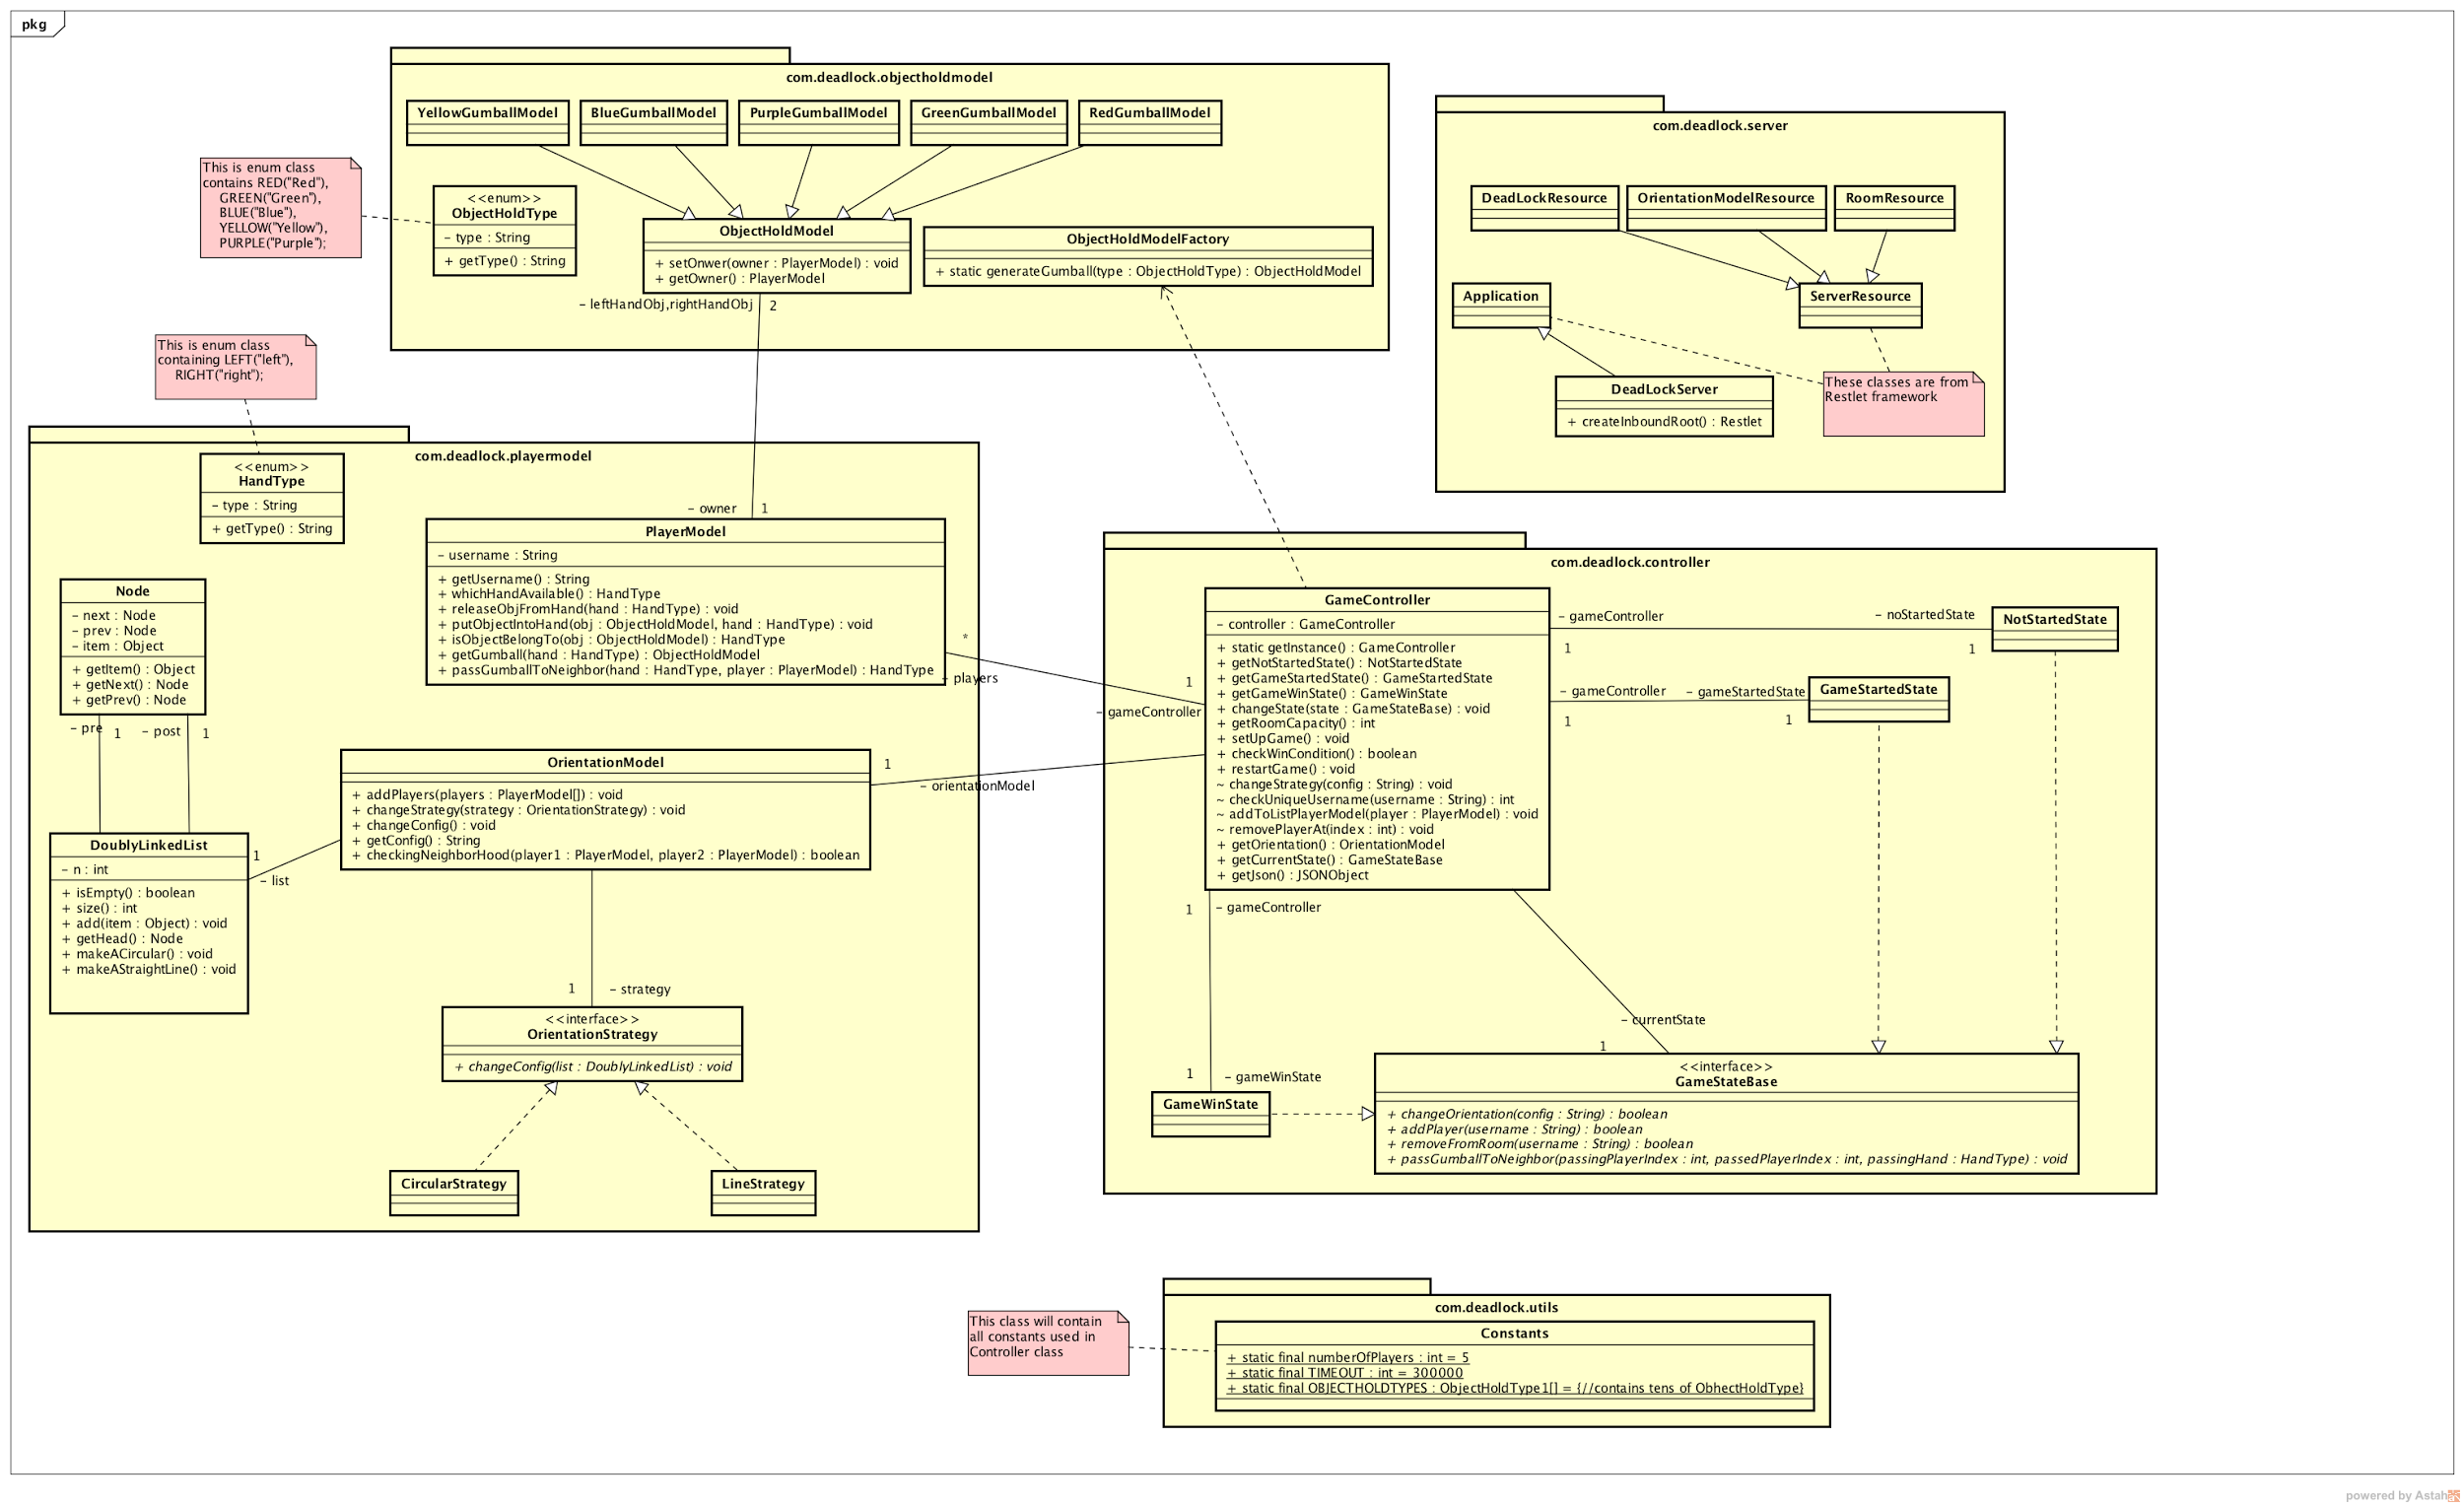 pkg
com.deadlock.objectholdmodel
YellowGumballModel
BlueGumballModel
PurpleGumballModel
GreenGumballModel
RedGumballModel
This is enum class
contains RED("Red"),
GREEN("Green"),
BLUE("Blue"),
YELLOW("Yellow"),
PURPLE("Purple");
<<enum>>
ObjectHoldType
- type : String
+ getType() : String
ObjectHoldModel
+ setOnwer(owner : PlayerModel) : void
+ getOwner() : PlayerModel
ObjectHoldModelFactory
+ static generateGumball(type : ObjectHoldType) : ObjectHoldModel
- leftHandObj,rightHandObj
2
com.deadlock.server
DeadLockResource
OrientationModelResource
RoomResource
Application
ServerResource
DeadLockServer
+ createInboundRoot() : Restlet
These classes are from
Restlet framework
This is enum class
containing LEFT("left"),
RIGHT("right");
com.deadlock.playermodel
<<enum>>
HandType
- type : String
+ getType() : String
- owner
1
PlayerModel
- username : String
+ getUsername() : String
+ whichHandAvailable() : HandType
+ releaseObjFromHand(hand : HandType) : void
+ putObjectIntoHand(obj : ObjectHoldModel, hand : HandType) : void
+ isObjectBelongTo(obj : ObjectHoldModel) : HandType
+ getGumball(hand : HandType) : ObjectHoldModel
+ passGumballToNeighbor(hand : HandType, player : PlayerModel) : HandType
*
- players
1
- gameController
Node
- next : Node
- prev : Node
- item : Object
+ getItem() : Object
+ getNext() : Node
+ getPrev() : Node
- pre
1
- post
1
OrientationModel
+ addPlayers(players : PlayerModel[]) : void
+ changeStrategy(strategy : OrientationStrategy) : void
+ changeConfig() : void
+ getConfig() : String
+ checkingNeighborHood(player1 : PlayerModel, player2 : PlayerModel) : boolean
1
- orientationModel
DoublyLinkedList
- n : int
+ isEmpty() : boolean
+ size() : int
+ add(item : Object) : void
+ getHead() : Node
+ makeACircular() : void
+ makeAStraightLine() : void
1
- list
1
- strategy
<<interface>>
OrientationStrategy
+ changeConfig(list : DoublyLinkedList) : void
CircularStrategy
LineStrategy
com.deadlock.controller
GameController
- controller : GameController
+ static getInstance() : GameController
+ getNotStartedState() : NotStartedState
+ getGameStartedState() : GameStartedState
+ getGameWinState() : GameWinState
+ changeState(state : GameStateBase) : void
+ getRoomCapacity() : int
+ setUpGame() : void
+ checkWinCondition() : boolean
+ restartGame() : void
~ changeStrategy(config : String) : void
~ checkUniqueUsername(username : String) : int
~ addToListPlayerModel(player : PlayerModel) : void
~ removePlayerAt(index : int) : void
+ getOrientation() : OrientationModel
+ getCurrentState() : GameStateBase
+ getJson() : JSONObject
- gameController
1
- noStartedState
1
NotStartedState
- gameController
1
- gameStartedState
1
GameStartedState
1
- gameController
- currentState
1
1
- gameWinState
GameWinState
<<interface>>
GameStateBase
+ changeOrientation(config : String) : boolean
+ addPlayer(username : String) : boolean
+ removeFromRoom(username : String) : boolean
+ passGumballToNeighbor(passingPlayerIndex : int, passedPlayerIndex : int, passingHand : HandType) : void
com.deadlock.utils
This class will contain
all constants used in
Controller class
Constants
+ static final numberOfPlayers : int = 5
+ static final TIMEOUT : int = 300000
+ static final OBJECTHOLDTYPES : ObjectHoldType1[] = {//contains tens of ObhectHoldType}
powered by Astah